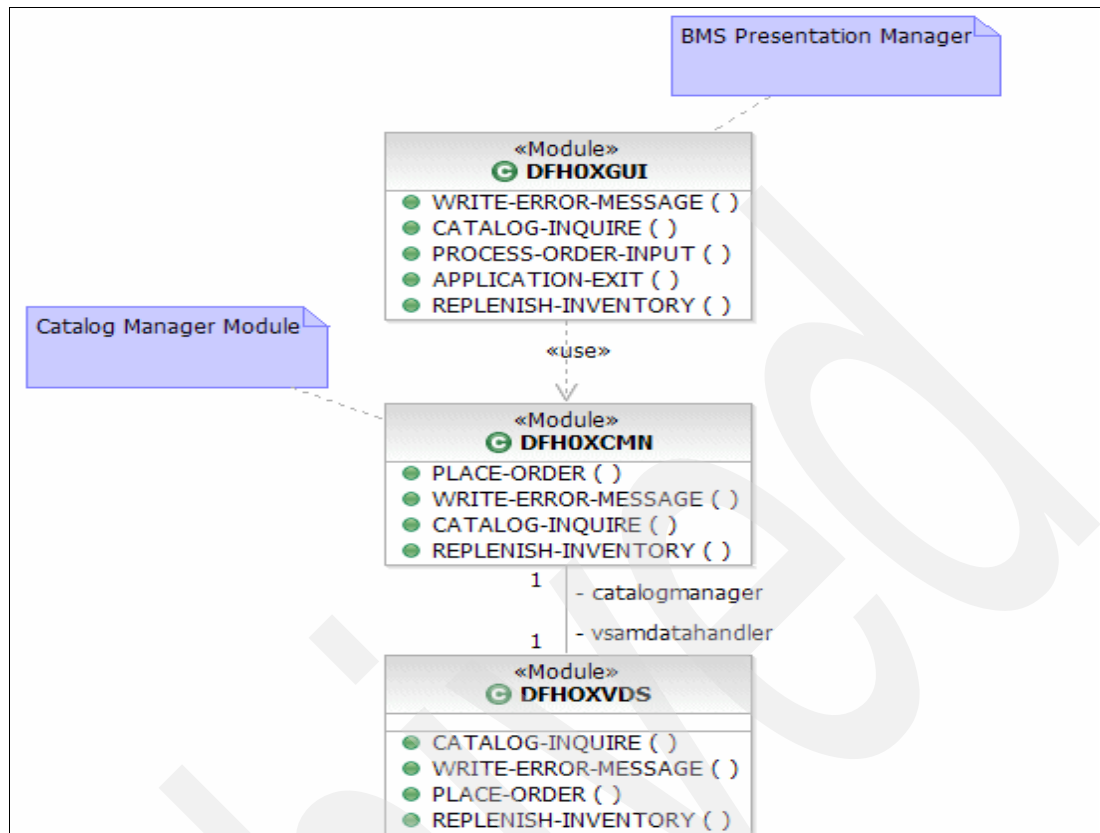 BMS Presentation Manager
«Module»
DFH0XGUI
WRITE-ERROR-MESSAGE ( )
CATALOG-INQUIRE ( )
PROCESS-ORDER-INPUT ( )
APPLICATION-EXIT ( )
REPLENISH-INVENTORY ( )
Catalog Manager Module
«use»
«Module»
DFH0XCMN
PLACE-ORDER ( )
WRITE-ERROR-MESSAGE ( )
CATALOG-INQUIRE ( )
REPLENISH-INVENTORY ( )
1
- catalogmanager
- vsamdatahandler
1
«Module»
DFHOXVDS
CATALOG-INQUIRE ( )
WRITE-ERROR-MESSAGE ( )
PLACE-ORDER ( )
REPLENISH-INVENTORY ( )